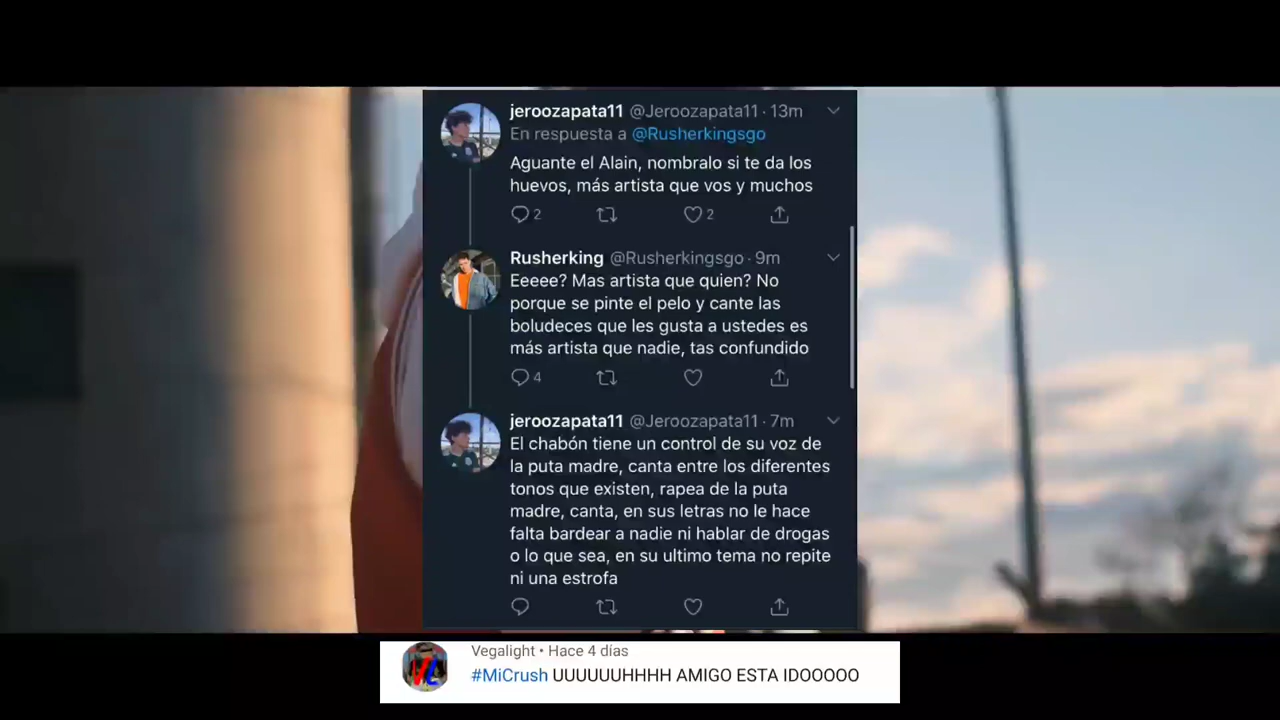 jeroozapata11 @Jeroozapata11 · 13m
En respuesta a @Rusherkingsgo
Aguante el Alain, nombralo si te da los
huevos, más artista que vos y muchos
2 2
Rusherking @Rusherkingsgo · 9m
Eeeee? Mas artista que quien? No
porque se pinte el pelo y cante las
boludeces que les gusta a ustedes es
más artista que nadie, tas confundido
4
jeroozapata11 @Jeroozapata11 · 7m
El chabón tiene un control de su voz de
la puta madre, canta entre los diferentes
tonos que existen, rapea de la puta
madre, canta, en sus letras no le hace
falta bardear a nadie ni hablar de drogas
o lo que sea, en su ultimo tema no repite
ni una estrofa
Vegalight • Hace 4 días
#MiCrush UUUUUUHHHH AMIGO ESTA IDOOOOO
VL